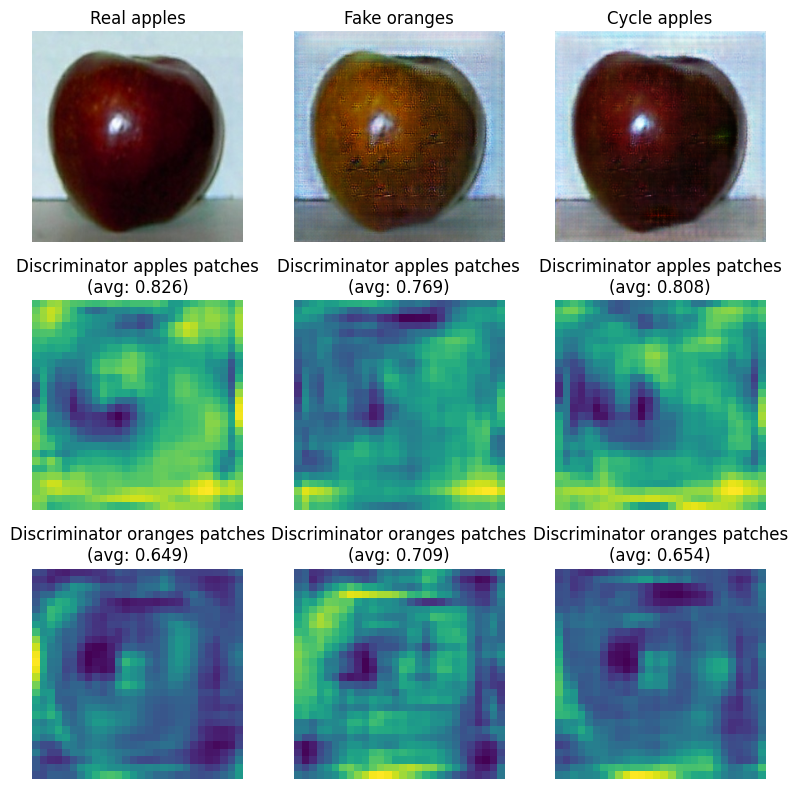 Real apples
Fake oranges
Cycle apples
Discriminator apples patches
(avg: 0.826)
Discriminator apples patches
(avg: 0.769)
Discriminator apples patches
(avg: 0.808)
Discriminator oranges patches
(avg: 0.649)
Discriminator oranges patches
(avg: 0.709)
Discriminator oranges patches
(avg: 0.654)